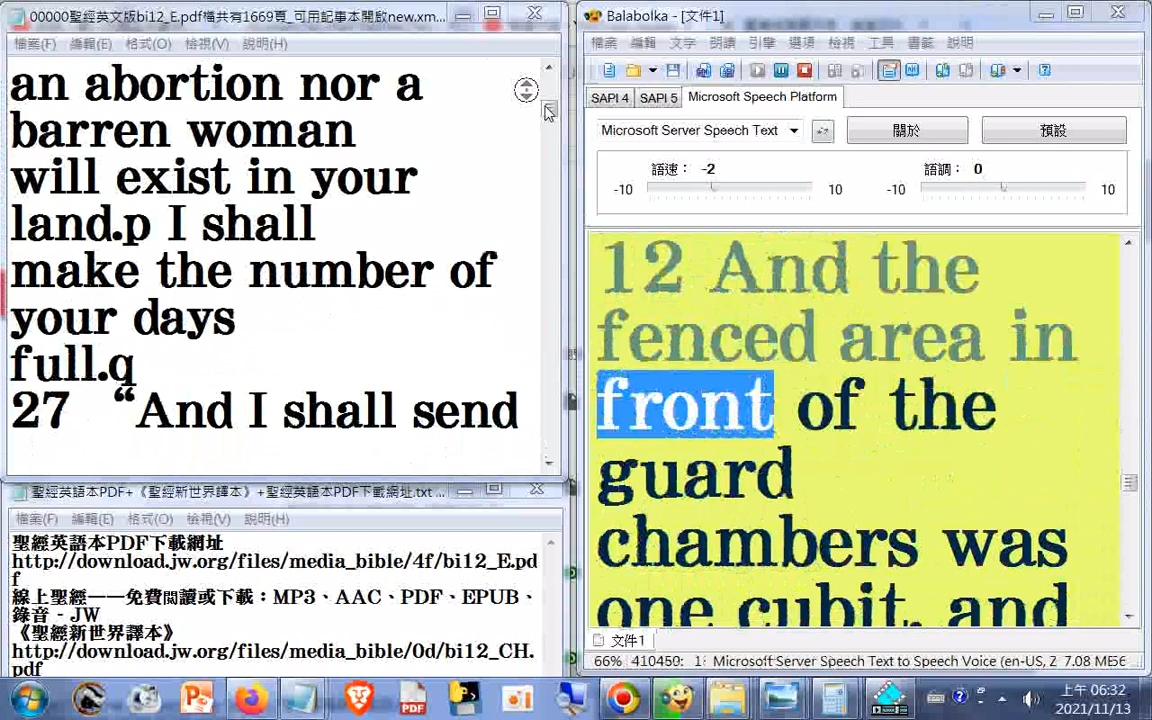 00000聖經英文版bi12_E.pdf檔共有1669頁_可用記事本開啟new.xm...
檔案(F) 編輯(E) 格式(O) 檢視(V) 說明(H)
an abortion nor a
barren woman
will exist in your
land.p I shall
make the number of
your days
full.q
27 “And I shall send
聖經英語本PDF+《聖經新世界譯本》+聖經英語本PDF下載網址.txt ...
檔案(F) 編輯(E) 格式(O) 檢視(V) 說明(H)
聖經英語本PDF下載網址
http://download.jw.org/files/media_bible/4f/bi12_E.pd
f
線上聖經——免費閱讀或下載：MP3、AAC、PDF、EPUB、
錄音 - JW
《聖經新世界譯本》
http://download.jw.org/files/media_bible/0d/bi12_CH.
pdf
Balabolka - [文件1]
檔案 編輯 文字 朗讀 引擎 選項 檢視 工具 書籤 說明
SAPI 4 SAPI 5 Microsoft Speech Platform
Microsoft Server Speech Text 關於 預設
語速： -2 語調： 0
-10 10 -10 10
12 And the
fenced area in
front of the
guard
chambers was
one cubit, and
文件1
66% 410459: 1 Microsoft Server Speech Text to Speech Voice (en-US, Z 7.08 ME56
上午 06:32
2021/11/13